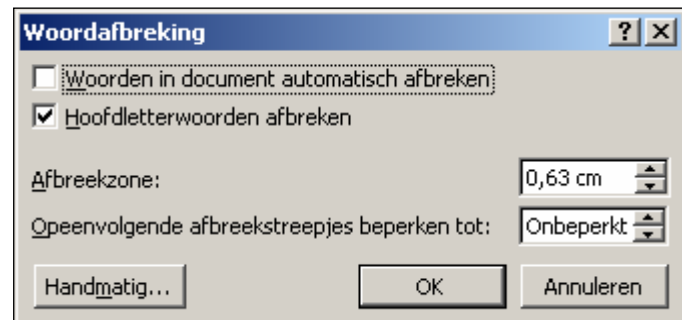 Woordafbreking
Woorden in document automatisch afbreken
Hoofdletterwoorden afbreken
Afbreekzone: 0,63 cm
Opeenvolgende afbreekstreepjes beperken tot: Onbeperkt
Handmatig... OK Annuleren